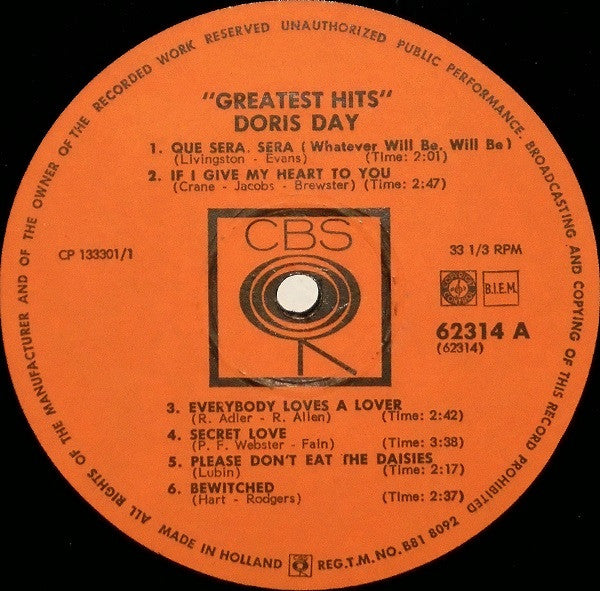 ALL RIGHTS OF THE MANUFACTURER AND OF THE OWNER OF THE RECORDED WORK RESERVED UNAUTHORIZED PUBLIC PERFORMANCE, BROADCASTING AND COPYING OF THIS RECORD PROHIBITED
"GREATEST HITS"
DORIS DAY
1. QUE SERA, SERA (Whatever Will Be, Will Be)
(Livingston - Evans) (Time: 2:01)
2. IF I GIVE MY HEART TO YOU
(Crane - Jacobs - Brewster) (Time: 2:47)
CBS
CP 133301/1
33 1/3 RPM
B.I.E.M.
62314 A
(62314)
3. EVERYBODY LOVES A LOVER
(R. Adler - R. Allen) (Time: 2:42)
4. SECRET LOVE
(P. F. Webster - Fain) (Time: 3:38)
5. PLEASE DON'T EAT THE DAISIES
(Lubin) (Time: 2:17)
6. BEWITCHED
(Hart - Rodgers) (Time: 2:37)
MADE IN HOLLAND CBS REG.T.M.NO. B81 8092